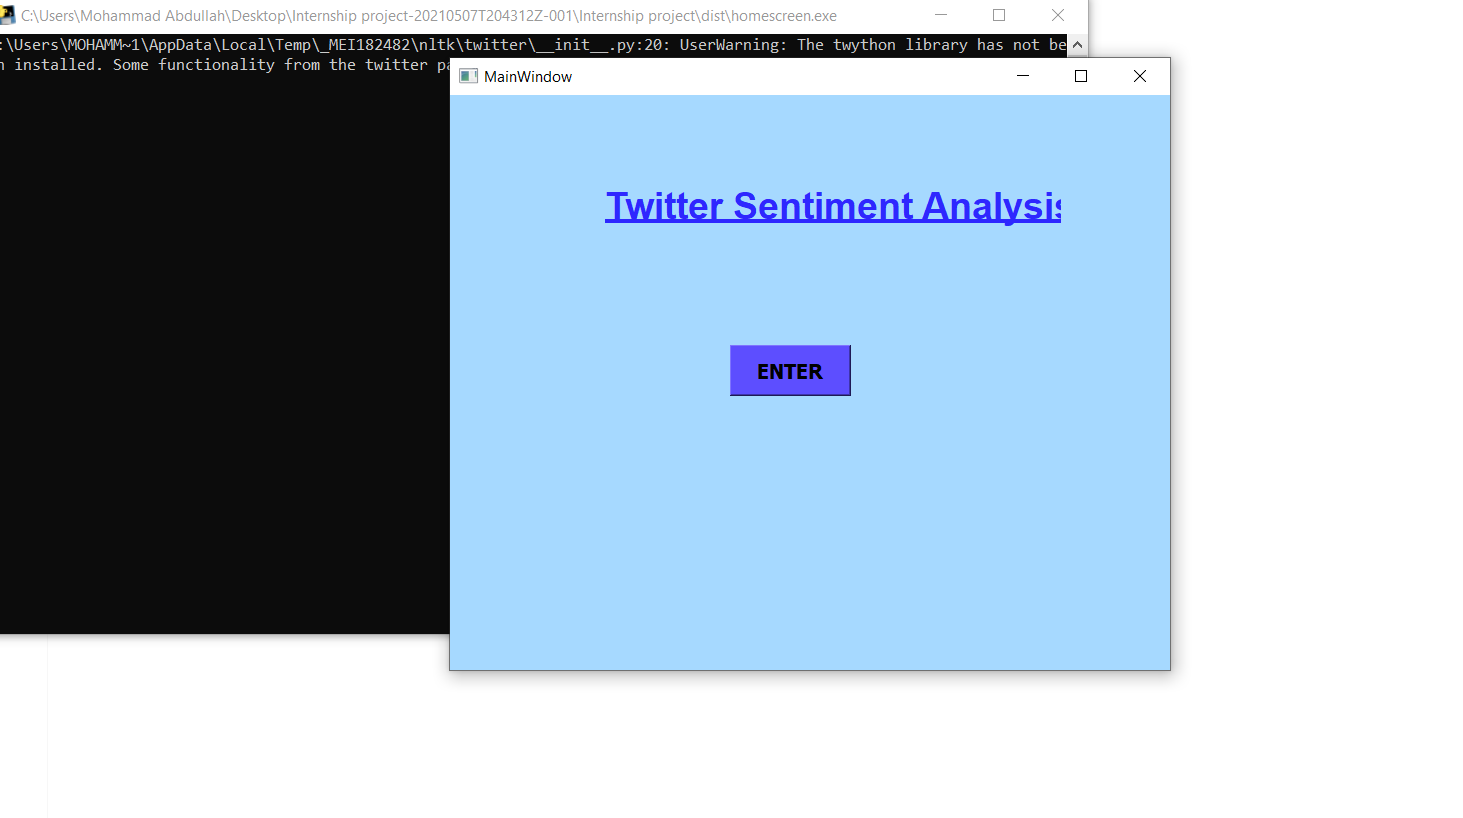 C:\Users\Mohammad Abdullah\Desktop\Internship project-20210507T204312Z-001\Internship project\dist\homescreen.exe
:\Users\MOHAMM~1\AppData\Local\Temp\_MEI182482\nltk\twitter\__init__.py:20: UserWarning: The twython library has not be
n installed. Some functionality from the twitter
MainWindow
Twitter Sentiment Analysis
ENTER